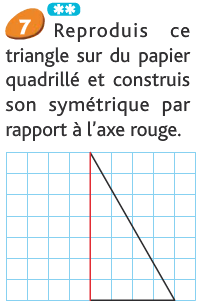 **
7 Reproduis ce
triangle sur du papier
quadrillé et construis
son symétrique par
rapport à l'axe rouge.